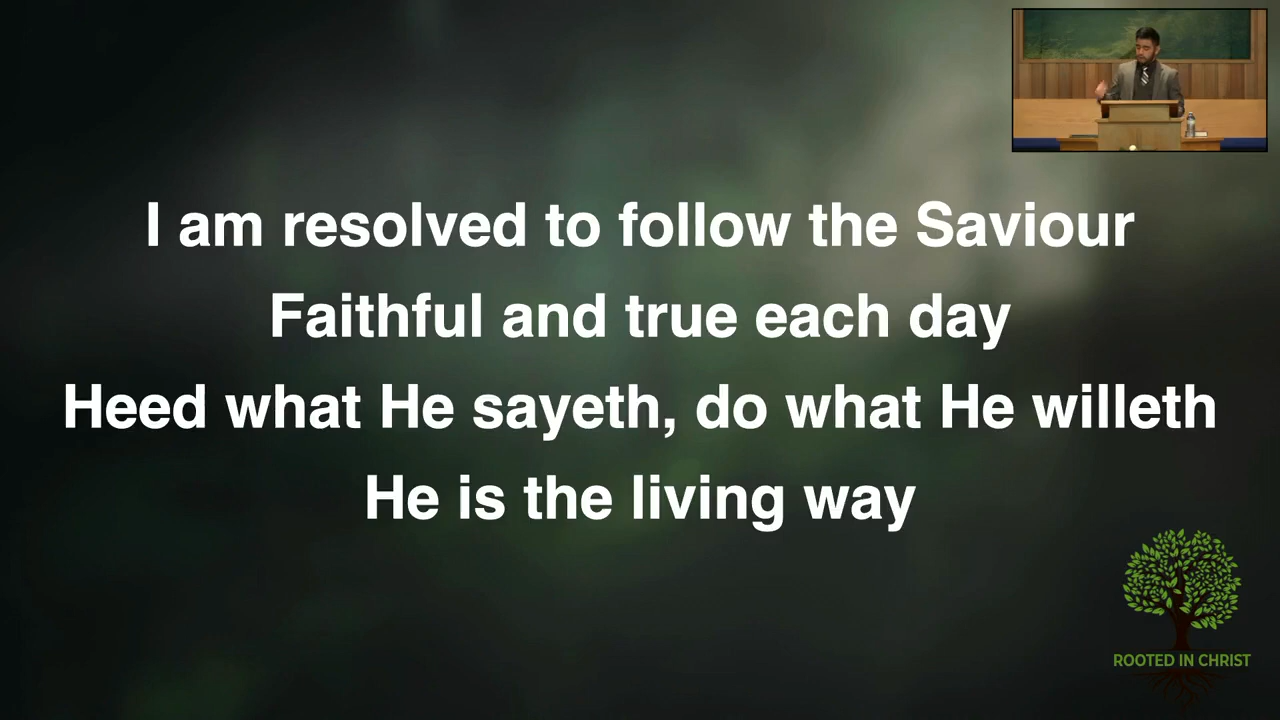 I am resolved to follow the Saviour
Faithful and true each day
Heed what He sayeth, do what He willeth
He is the living way
ROOTED IN CHRIST